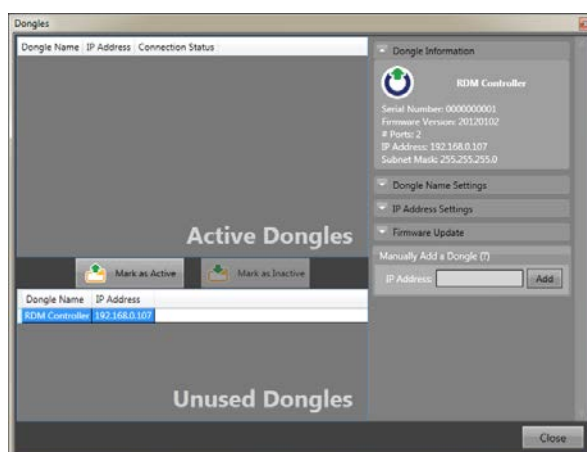 Dongles
Dongle Name IP Address Connection Status
Active Dongles
Mark as Active Mark as Inactive
Dongle Name IP Address
RDM Controller 192.168.0.107
Unused Dongles
Dongle Information
RDM Controller
Serial Number: 0000000001
Firmware Version: 20120102
# Ports: 2
IP Address: 192.168.0.107
Subnet Mask: 255.255.255.0
Dongle Name Settings
IP Address Settings
Firmware Update
Manually Add a Dongle (?)
IP Address: Add
Close